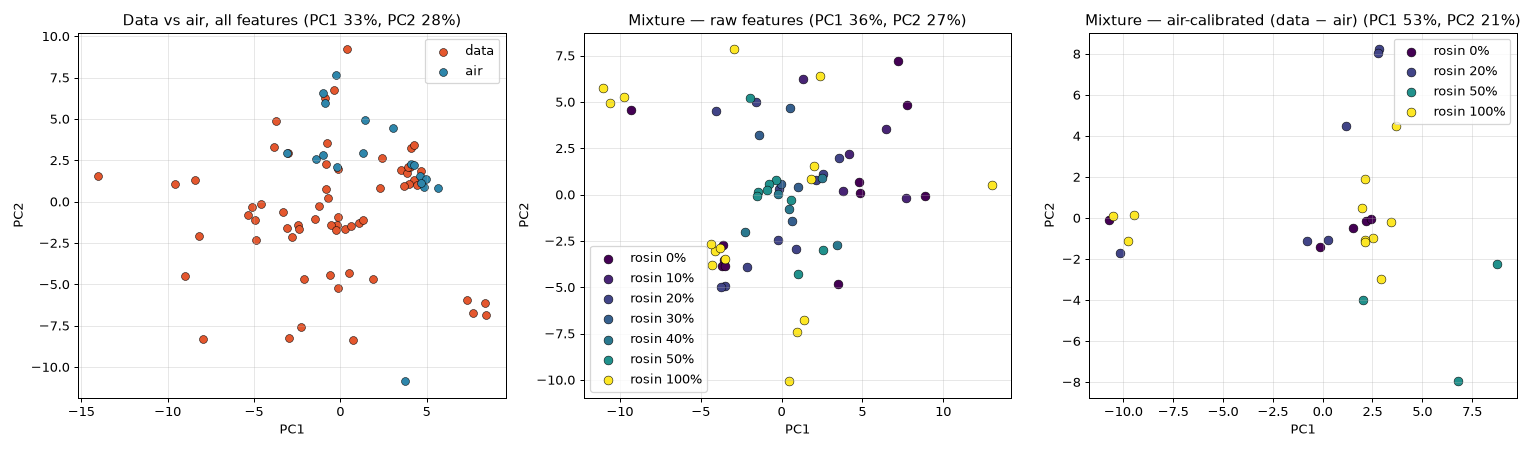 Data vs air, all features (PC1 33%, PC2 28%)
10.0
7.5
5.0
2.5
0.0
−2.5
−5.0
−7.5
−10.0
PC2
data
air
−15
−10
−5
0
5
PC1
Mixture — raw features (PC1 36%, PC2 27%)
7.5
5.0
2.5
0.0
−2.5
−5.0
−7.5
−10.0
PC2
rosin 0%
rosin 10%
rosin 20%
rosin 30%
rosin 40%
rosin 50%
rosin 100%
−10
−5
0
5
10
PC1
Mixture — air-calibrated (data − air) (PC1 53%, PC2 21%)
8
6
4
2
0
−2
−4
−6
−8
PC2
rosin 0%
rosin 20%
rosin 50%
rosin 100%
−10.0
−7.5
−5.0
−2.5
0.0
2.5
5.0
7.5
PC1